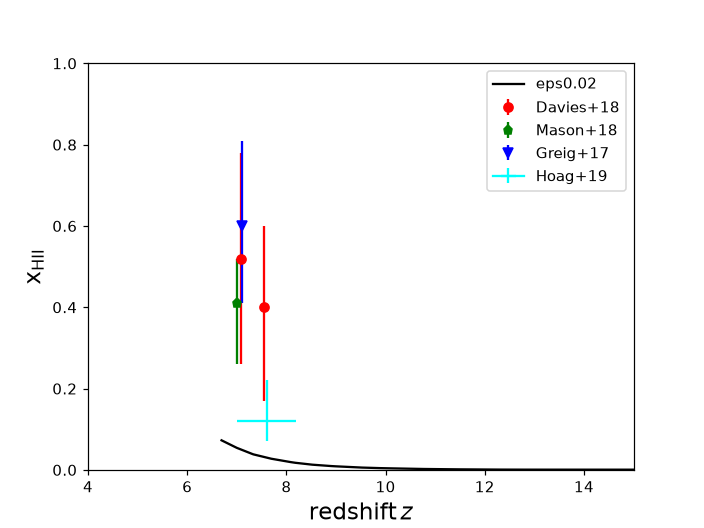 1.0
0.8
0.6
0.4
0.2
0.0
xHII
4 6 8 10 12 14
redshift z
eps0.02
Davies+18
Mason+18
Greig+17
Hoag+19